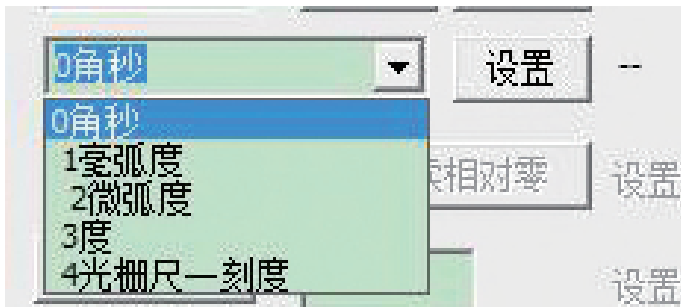 0角秒
设置
--
0角秒
1毫弧度
2微弧度
3度
4光栅尺一刻度
相对零
设置
设置